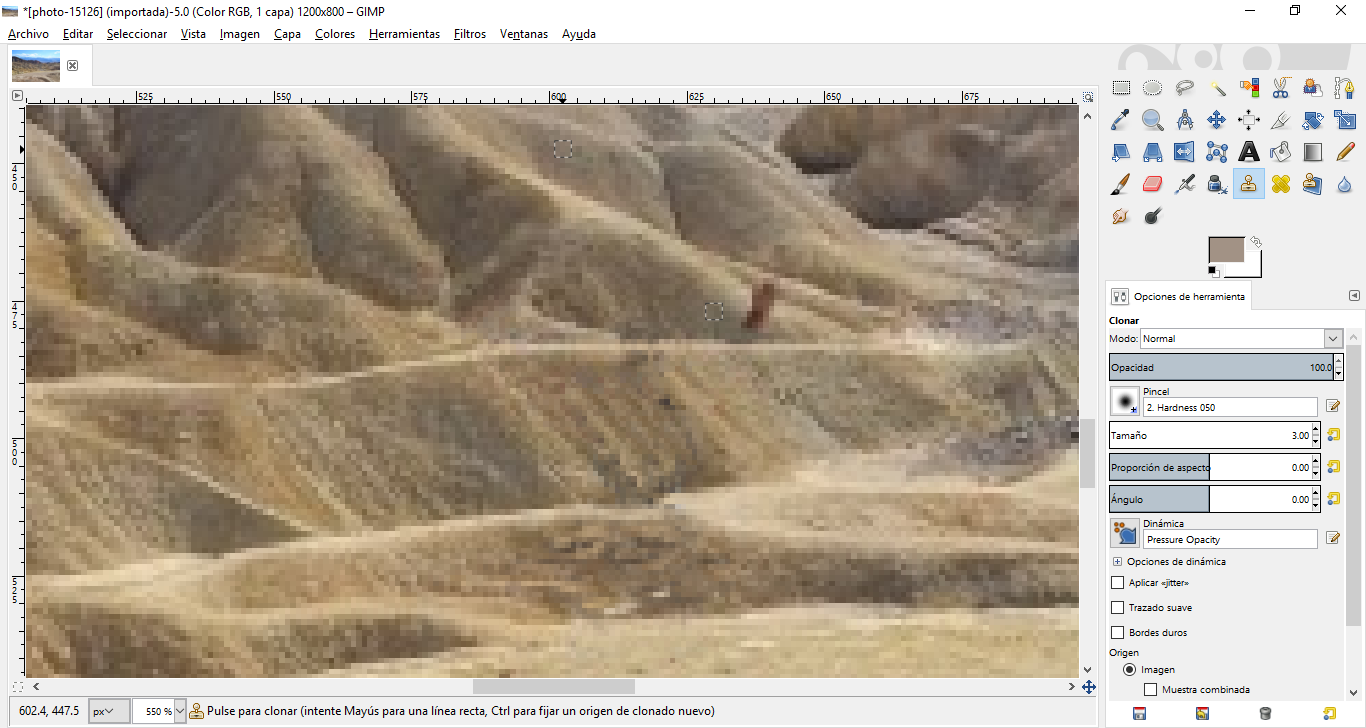 *[photo-15126] (importada)-5.0 (Color RGB, 1 capa) 1200x800 – GIMP
Archivo Editar Seleccionar Vista Imagen Capa Colores Herramientas Filtros Ventanas Ayuda
525 550 575 600 625 650 675
450
475
500
525
Opciones de herramienta
Clonar
Modo: Normal
Opacidad 100.0
Pincel
2. Hardness 050
Tamaño 3.00
Proporción de aspecto 0.00
Ángulo 0.00
Dinámica
Pressure Opacity
Opciones de dinámica
Aplicar «jitter»
Trazado suave
Bordes duros
Origen
Imagen
Muestra combinada
602.4, 447.5 px 550 % Pulse para clonar (intente Mayús para una línea recta, Ctrl para fijar un origen de clonado nuevo)